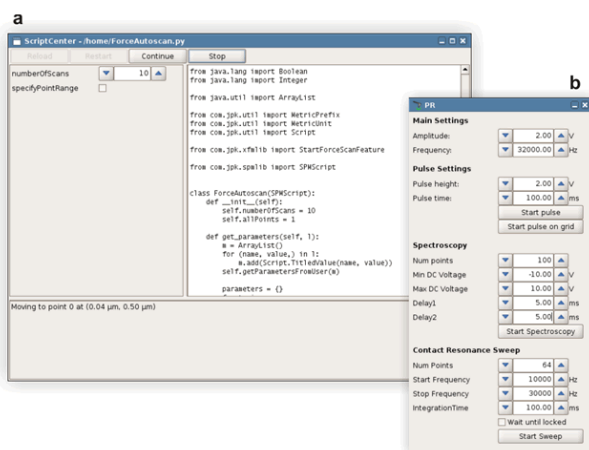 a
ScriptCenter - /home/ForceAutoscan.py
Reload Restart Continue Stop
numberOfScans 10
specifyPointRange
from java.lang import Boolean
from java.lang import Integer
from java.util import ArrayList
from com.jpk.util import MetricPrefix
from com.jpk.util import MetricUnit
from com.jpk.util import Script
from com.jpk.xfmlib import StartForceScanFeature
from com.jpk.spmlib import SPMScript
class ForceAutoscan(SPMScript):
def __init__(self):
self.numberOfScans = 10
self.allPoints = 1
def get_parameters(self, l):
m = ArrayList()
for (name, value,) in l:
m.add(Script.TitledValue(name, value))
self.getParametersFromUser(m)
parameters = {}
Moving to point 0 at (0.04 µm, 0.50 µm)
b
PR
Main Settings
Amplitude: 2.00 V
Frequency: 32000.00 Hz
Pulse Settings
Pulse height: 2.00 V
Pulse time: 100.00 ms
Start pulse
Start pulse on grid
Spectroscopy
Num points 100
Min DC Voltage -10.00 V
Max DC Voltage 10.00 V
Delay1 5.00 ms
Delay2 5.00 ms
Start Spectroscopy
Contact Resonance Sweep
Num Points 64
Start Frequency 10000 Hz
Stop Frequency 30000 Hz
IntegrationTime 100.00 ms
Wait until locked
Start Sweep